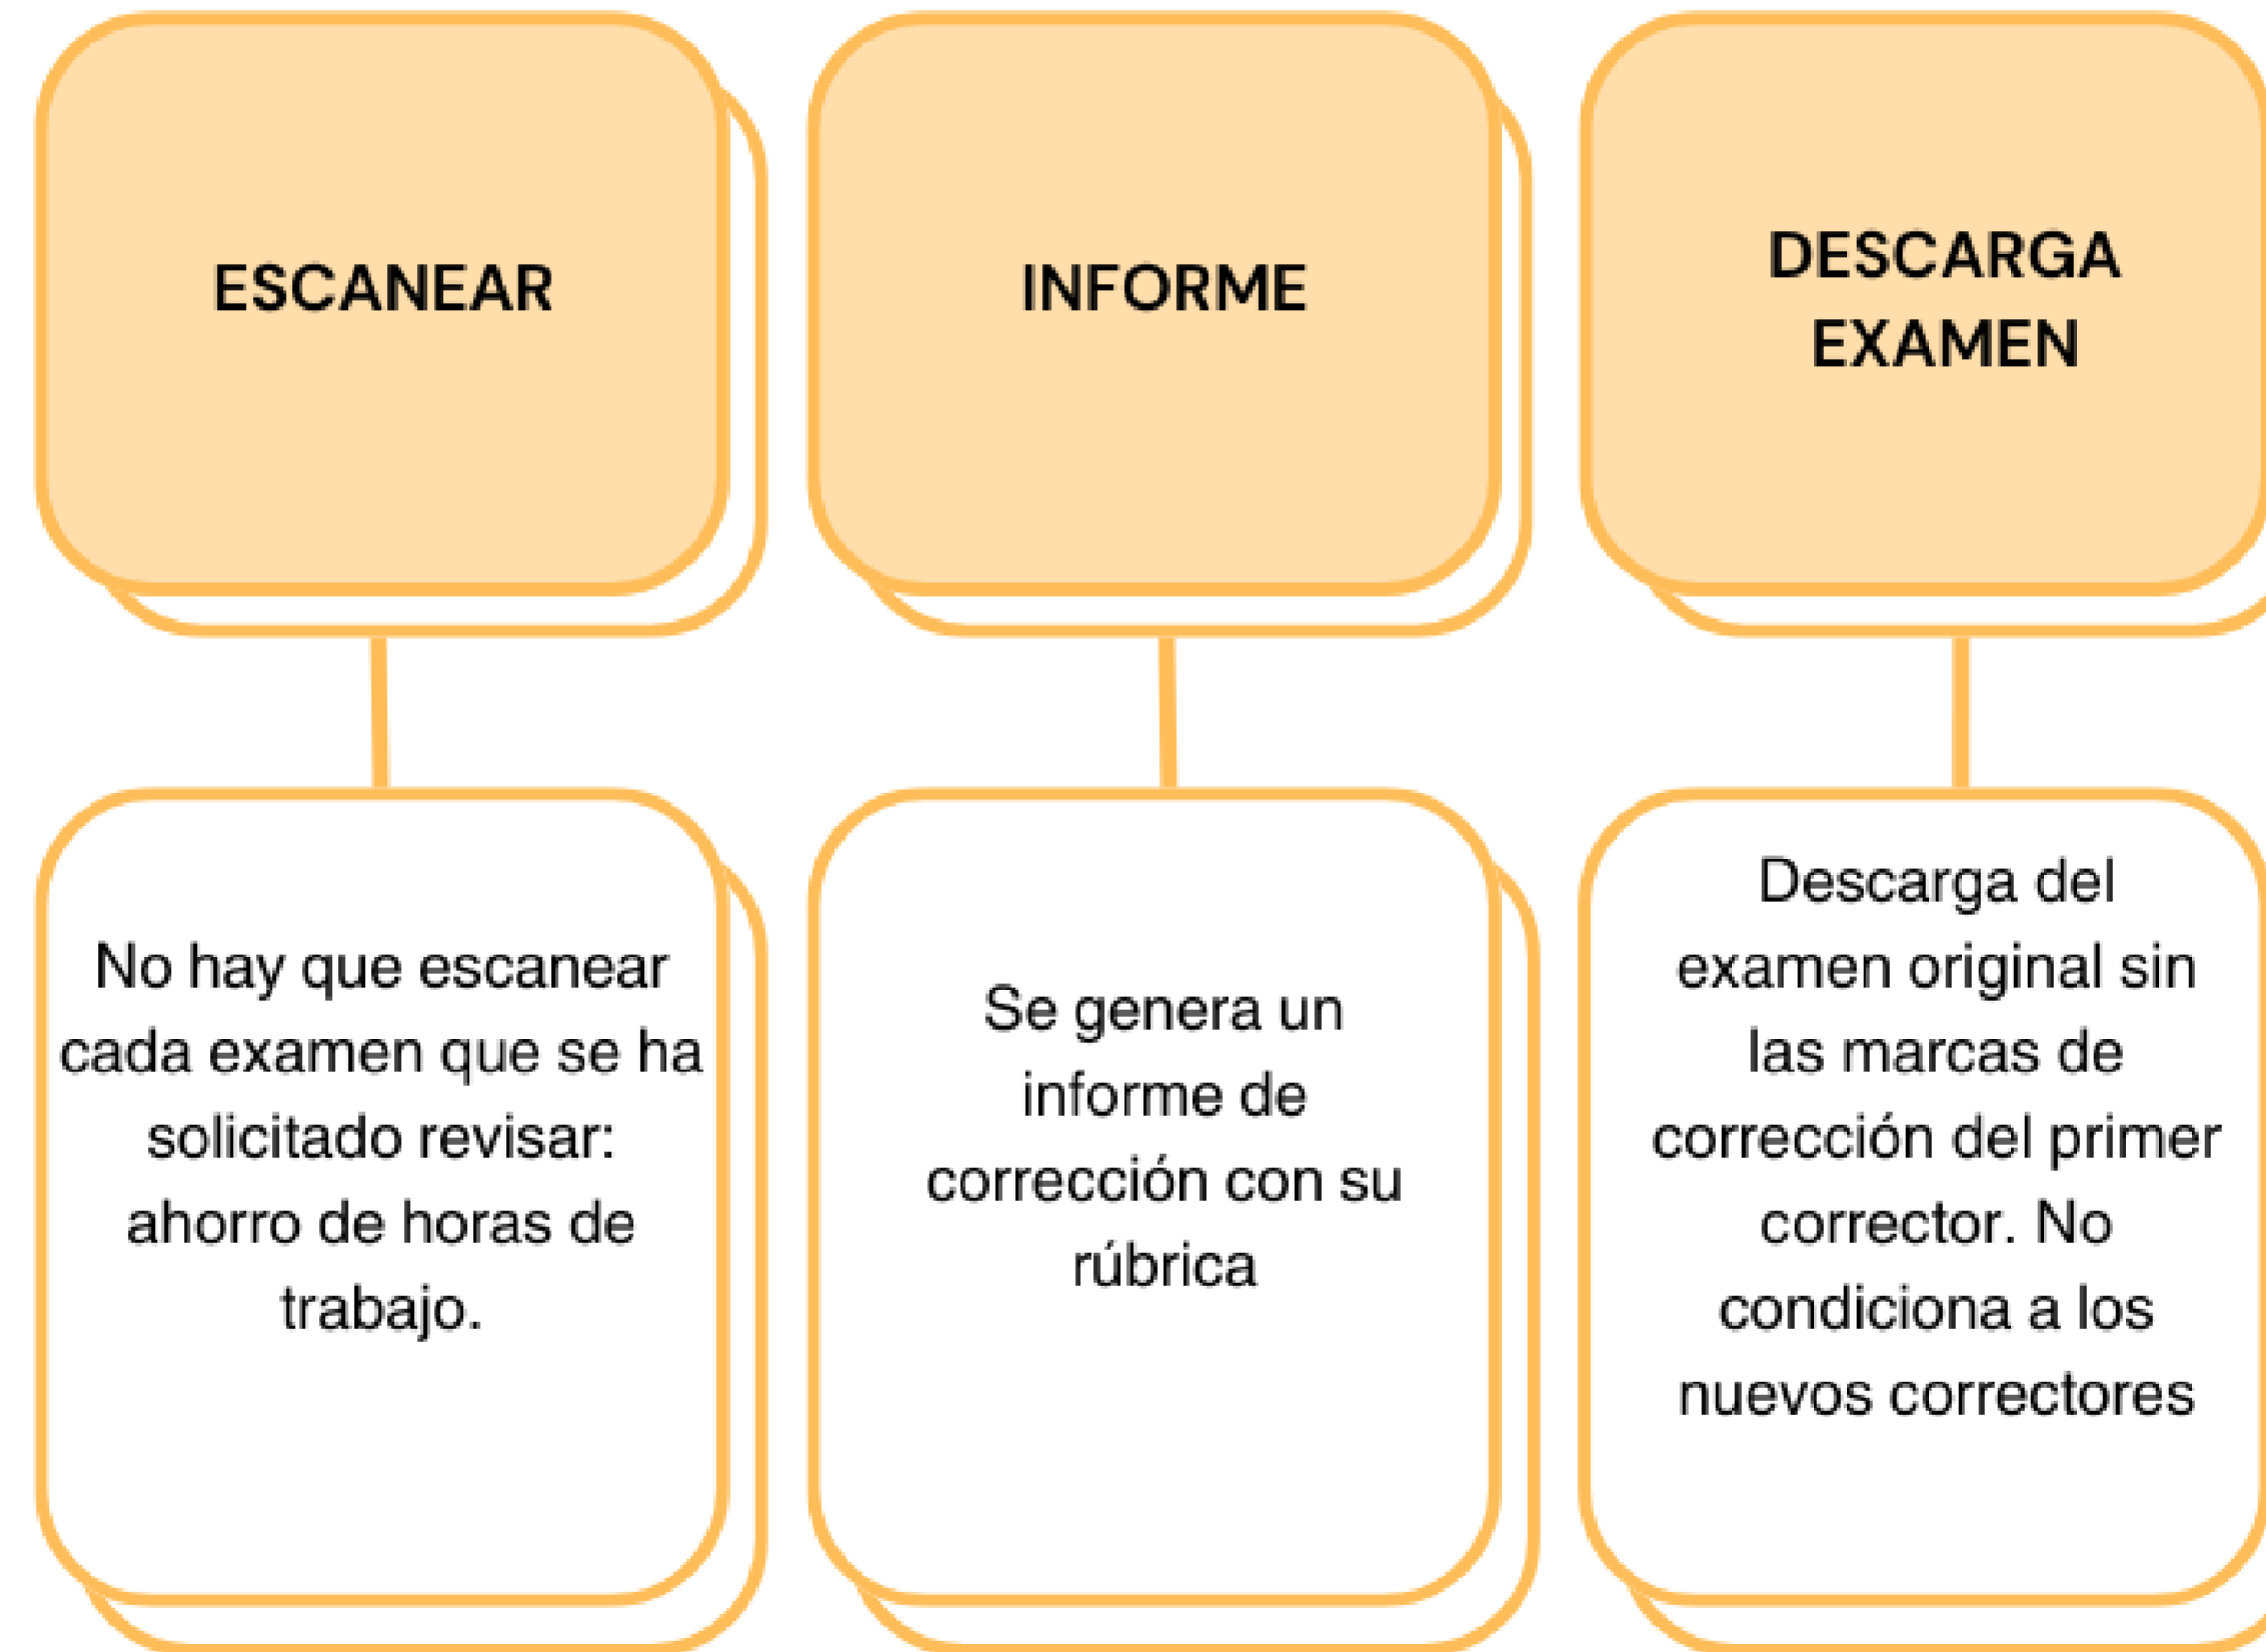 ESCANEAR
No hay que escanear
cada examen que se ha
solicitado revisar:
ahorro de horas de
trabajo.
INFORME
Se genera un
informe de
corrección con su
rúbrica
DESCARGA
EXAMEN
Descarga del
examen original sin
las marcas de
corrección del primer
corrector. No
condiciona a los
nuevos correctores